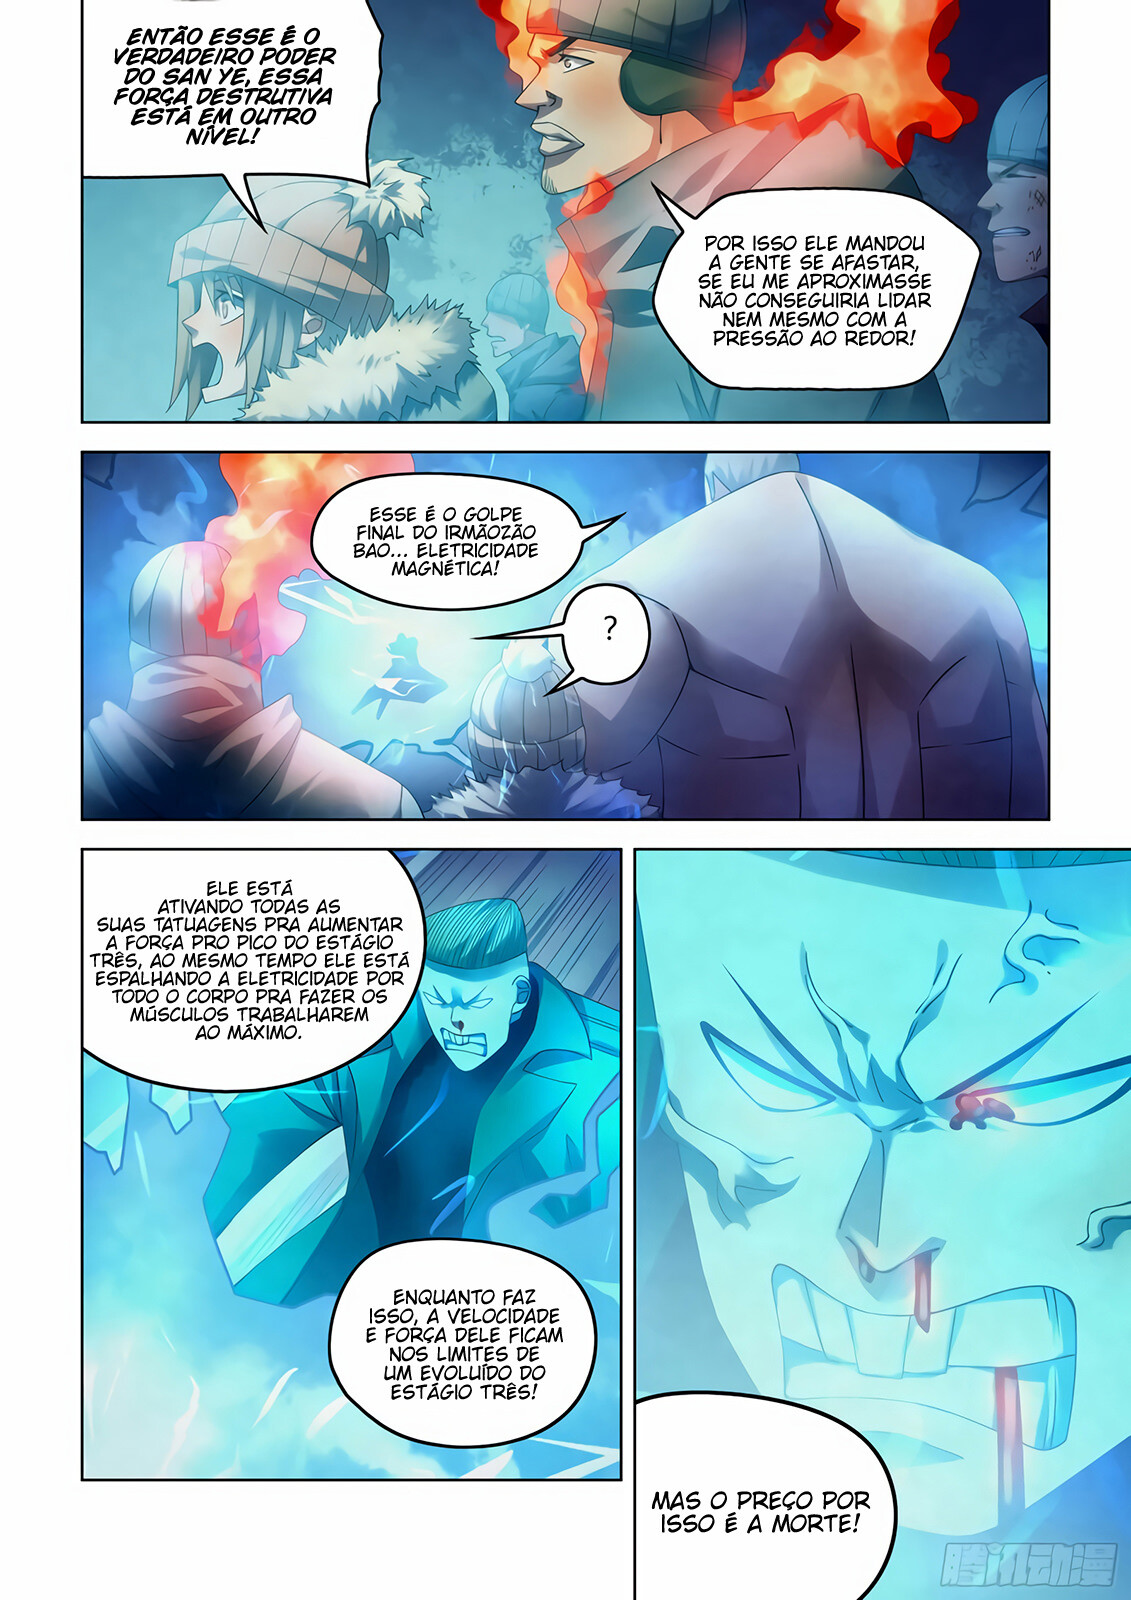 ENTÃO ESSE É O
VERDADEIRO PODER
DO SAN YE, ESSA
FORÇA DESTRUTIVA
ESTÁ EM OUTRO
NÍVEL!
POR ISSO ELE MANDOU
A GENTE SE AFASTAR,
SE EU ME APROXIMASSE
NÃO CONSEGUIRIA LIDAR
NEM MESMO COM A
PRESSÃO AO REDOR!
ESSE É O GOLPE
FINAL DO IRMÃOZÃO
BAO... ELETRICIDADE
MAGNÉTICA!
?
ELE ESTÁ
ATIVANDO TODAS AS
SUAS TATUAGENS PRA AUMENTAR
A FORÇA PRO PICO DO ESTÁGIO
TRÊS, AO MESMO TEMPO ELE ESTÁ
ESPALHANDO A ELETRICIDADE POR
TODO O CORPO PRA FAZER OS
MÚSCULOS TRABALHAREM
AO MÁXIMO.
ENQUANTO FAZ
ISSO, A VELOCIDADE
E FORÇA DELE FICAM
NOS LIMITES DE
UM EVOLUÍDO DO
ESTÁGIO TRÊS!
MAS O PREÇO POR
ISSO É A MORTE!
腾讯动漫